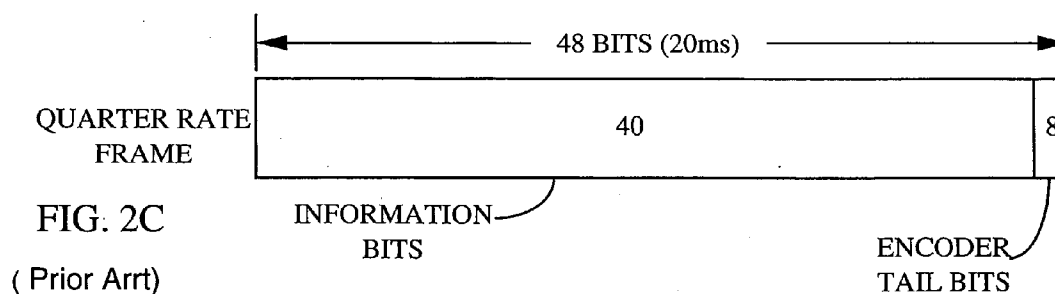 48 BITS (20ms)
QUARTER RATE
FRAME
40
8
FIG. 2C
( Prior Arrt)
INFORMATION
BITS
ENCODER
TAIL BITS